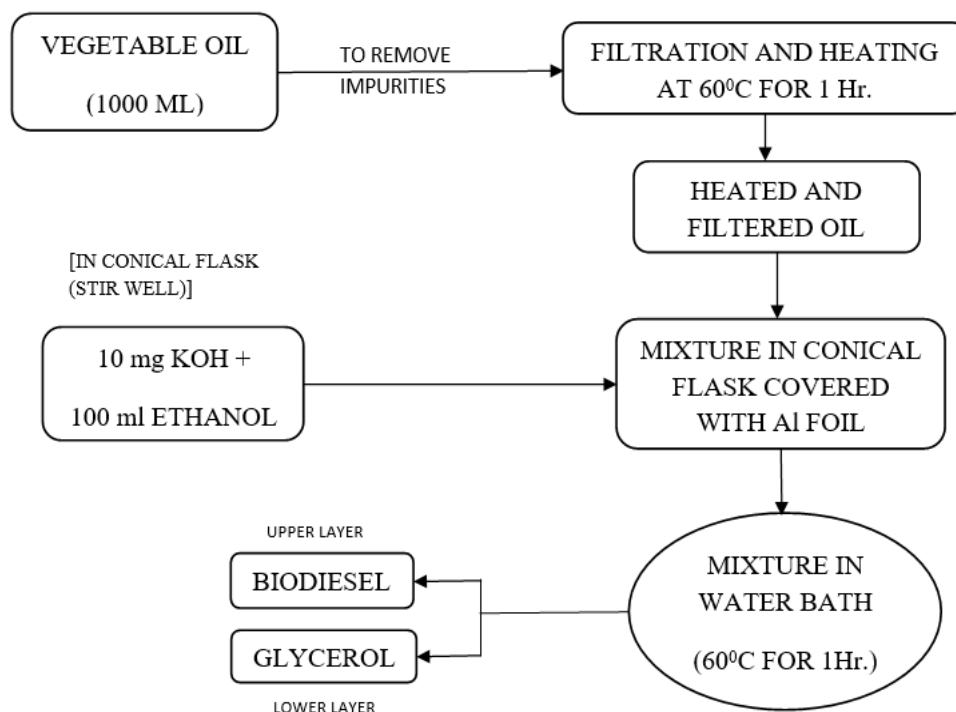 VEGETABLE OIL
(1000 ML)
TO REMOVE
IMPURITIES
FILTRATION AND HEATING
AT 60⁰C FOR 1 Hr.
HEATED AND
FILTERED OIL
[IN CONICAL FLASK
(STIR WELL)]
10 mg KOH +
100 ml ETHANOL
MIXTURE IN CONICAL
FLASK COVERED
WITH Al FOIL
MIXTURE IN
WATER BATH
(60⁰C FOR 1Hr.)
UPPER LAYER
BIODIESEL
GLYCEROL
LOWER LAYER